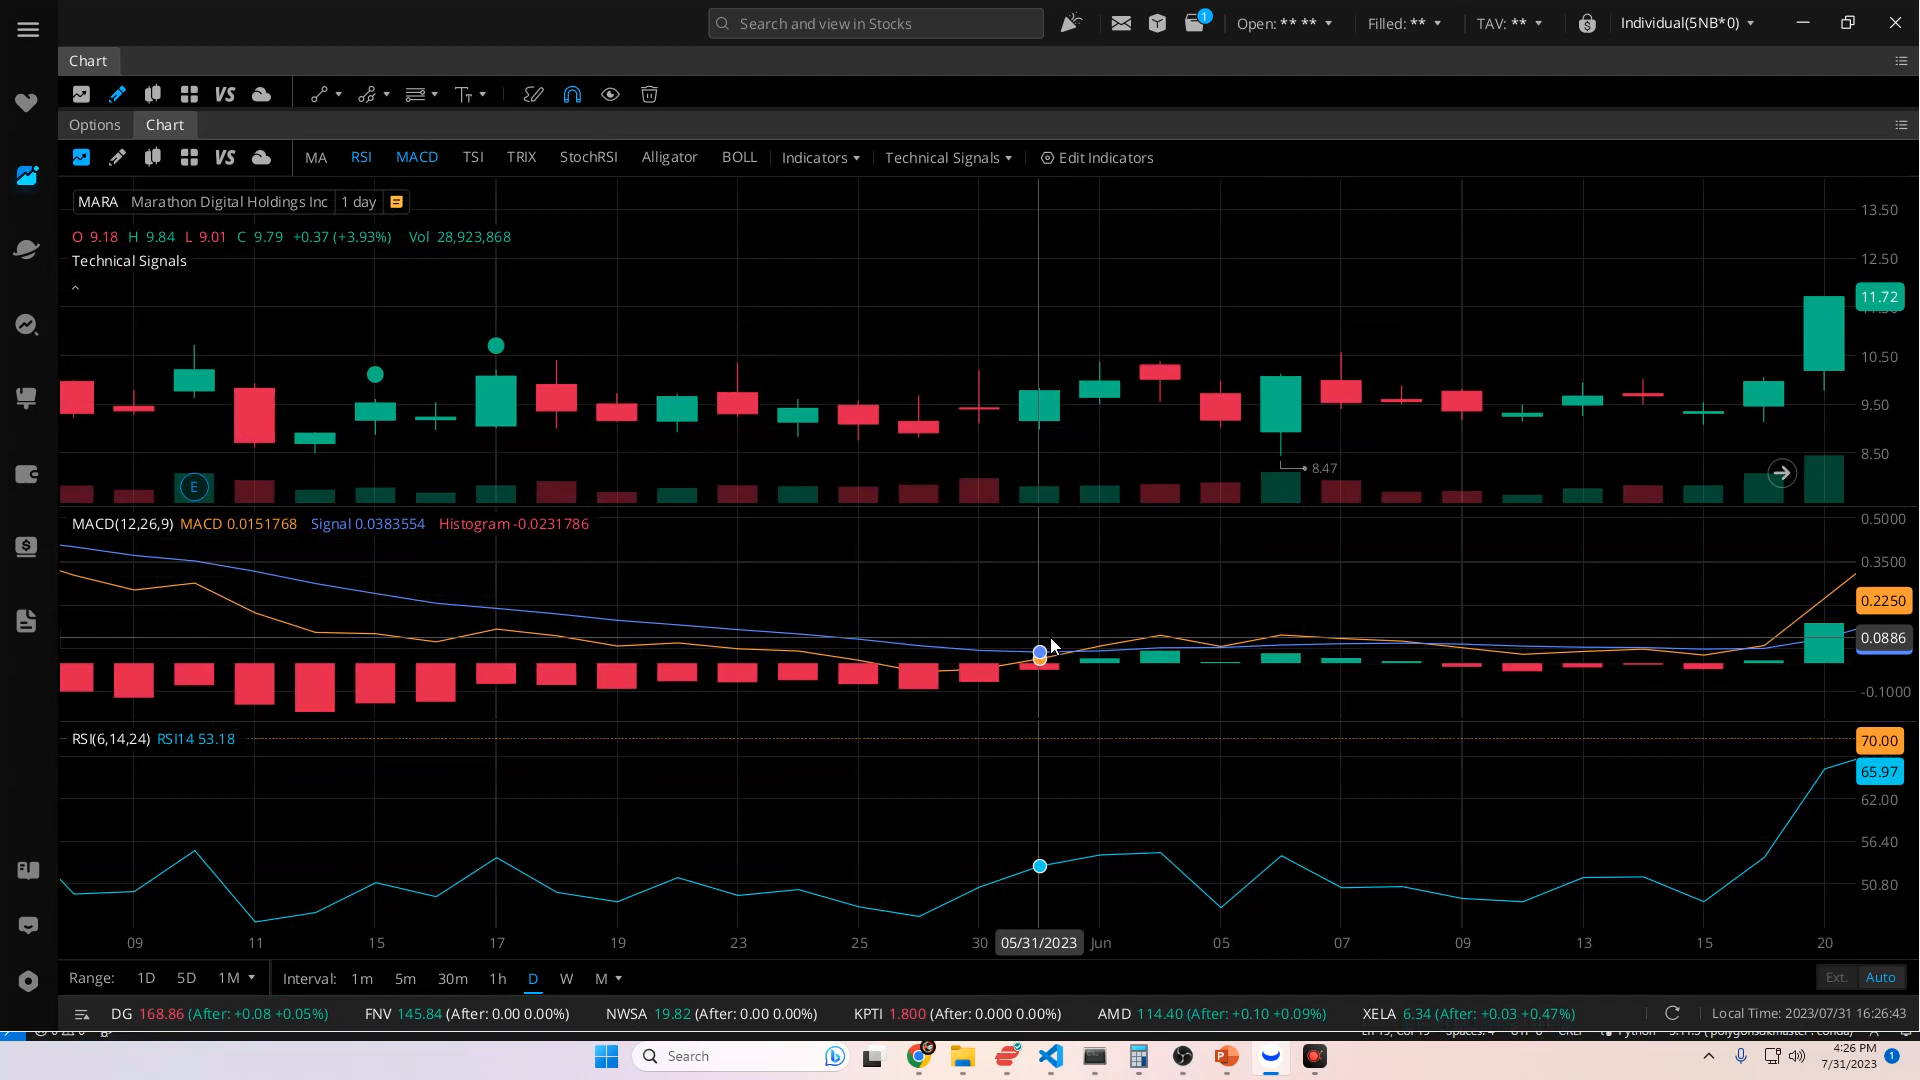 Search and view in Stocks
1
Open: ** **
Filled: **
TAV: **
Individual(5NB*0)
Chart
VS
Options Chart
VS MA RSI MACD TSI TRIX StochRSI Alligator BOLL Indicators Technical Signals Edit Indicators
MARA Marathon Digital Holdings Inc 1 day
O 9.18 H 9.84 L 9.01 C 9.79 +0.37 (+3.93%) Vol 28,923,868
Technical Signals
13.50
12.50
11.72
10.50
9.50
8.50
8.47
E
MACD(12,26,9) MACD 0.0151768 Signal 0.0383554 Histogram -0.0231786
0.5000
0.3500
0.2250
0.0886
-0.1000
RSI(6,14,24) RSI14 53.18
70.00
65.97
62.00
56.40
50.80
09 11 15 17 19 23 25 30 05/31/2023 Jun 05 07 09 13 15 20
Range: 1D 5D 1M Interval: 1m 5m 30m 1h D W M Ext. Auto
DG 168.86 (After: +0.08 +0.05%) FNV 145.84 (After: 0.00 0.00%) NWSA 19.82 (After: 0.00 0.00%) KPTI 1.800 (After: 0.000 0.00%) AMD 114.40 (After: +0.10 +0.09%) XELA 6.34 (After: +0.03 +0.47%) Local Time: 2023/07/31 16:26:43
Search
4:26 PM
7/31/2023
1